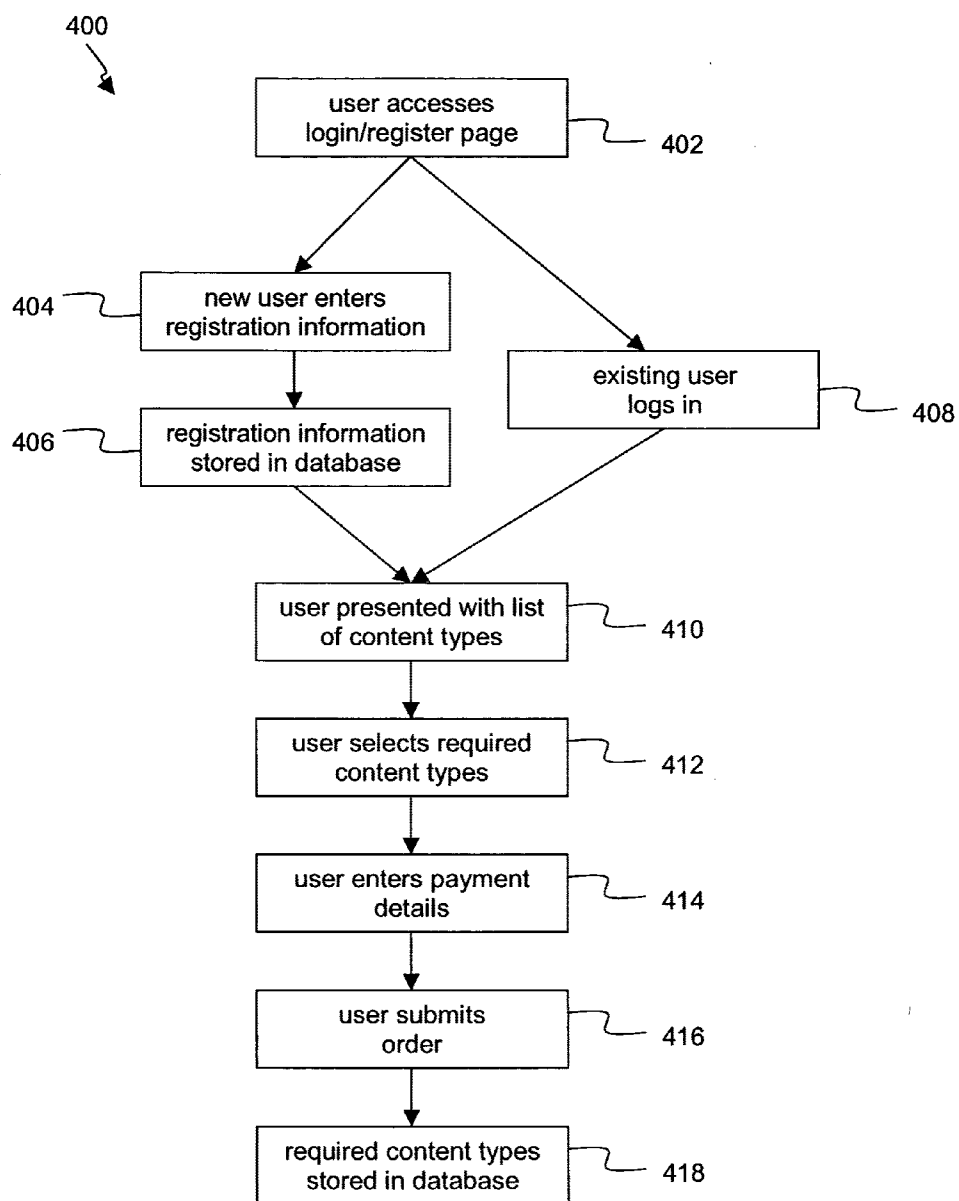 400
user accesses
login/register page
402
404
new user enters
registration information
existing user
logs in
408
406
registration information
stored in database
user presented with list
of content types
410
user selects required
content types
412
user enters payment
details
414
user submits
order
416
required content types
stored in database
418